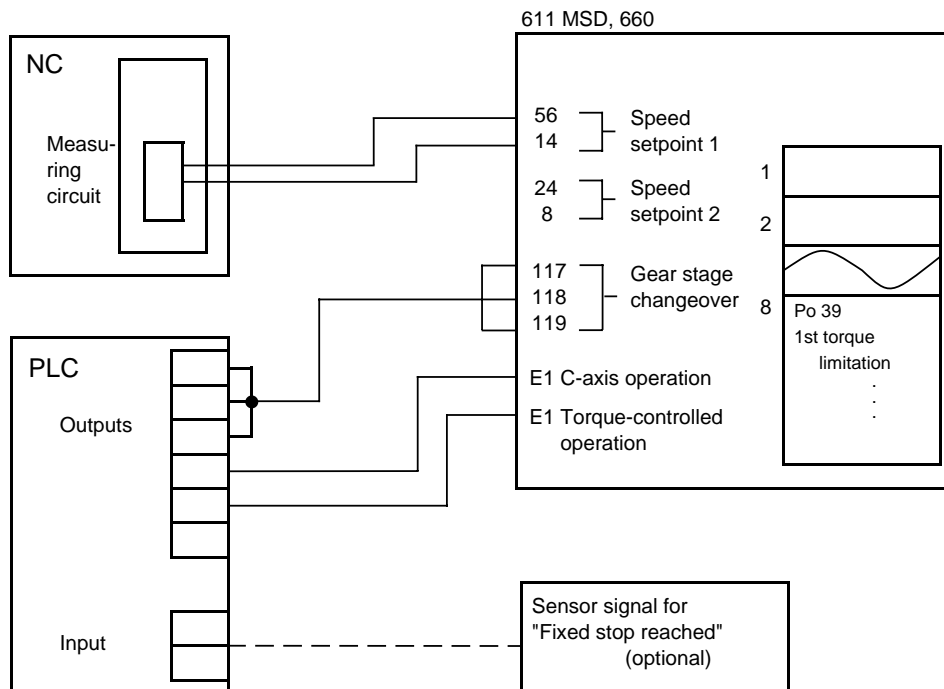 611 MSD, 660
NC
Measu-
ring
circuit
56
14
Speed
setpoint 1
24
8
Speed
setpoint 2
117
118
119
Gear stage
changeover
1
2
8
Po 39
1st torque
limitation
.
.
.
E1 C-axis operation
E1 Torque-controlled
operation
PLC
Outputs
Input
Sensor signal for
"Fixed stop reached"
(optional)